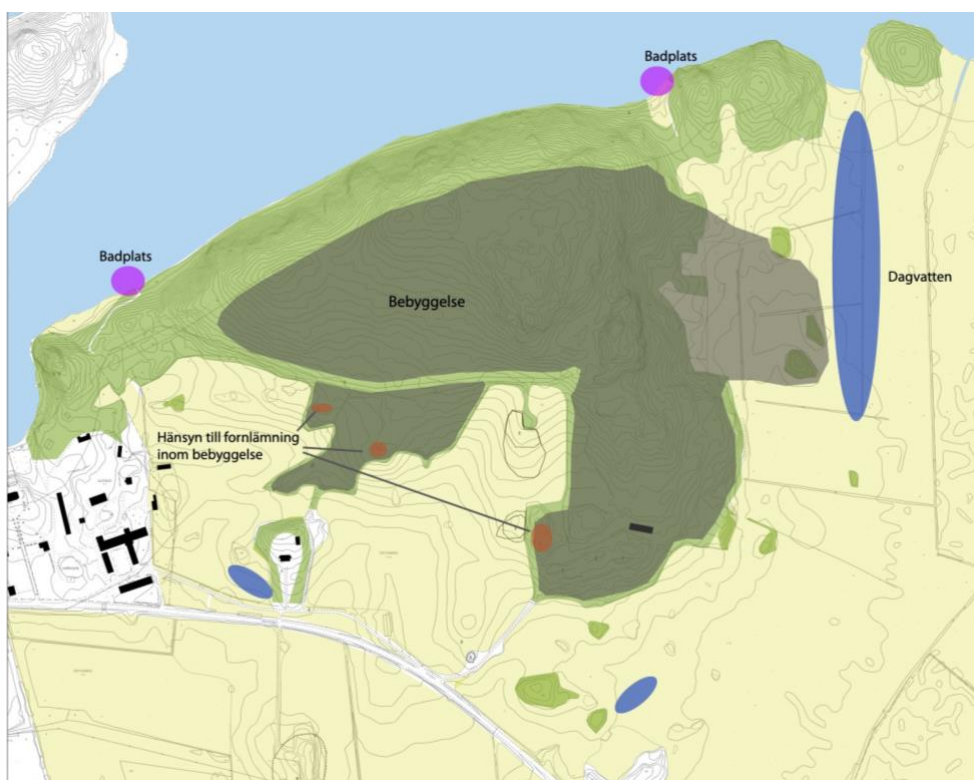 Badplats
Badplats
Bebyggelse
Dagvatten
Hänsyn till fornlämning
inom bebyggelse